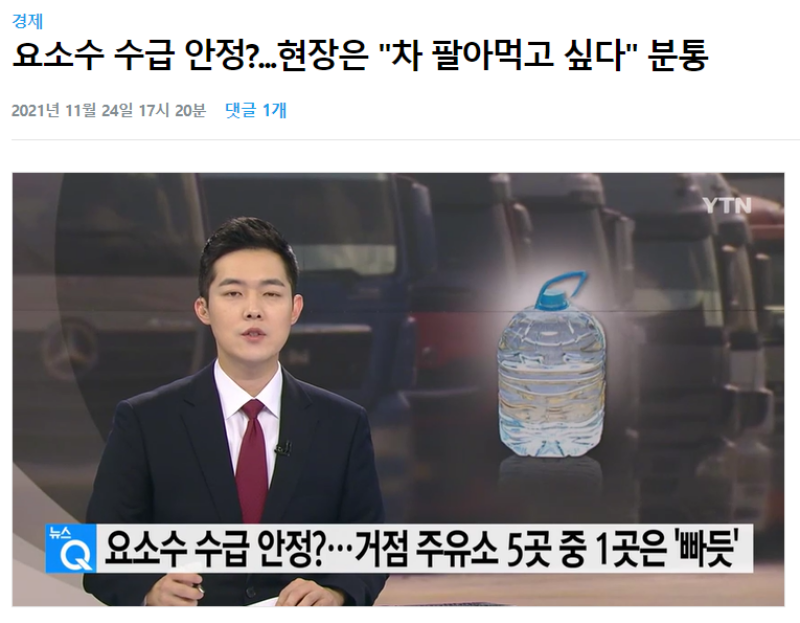 경제
요소수 수급 안정?...현장은 "차 팔아먹고 싶다" 분통
2021년 11월 24일 17시 20분 댓글 1개
YTN
뉴스
Q
요소수 수급 안정?…거점 주유소 5곳 중 1곳은 '빠듯'